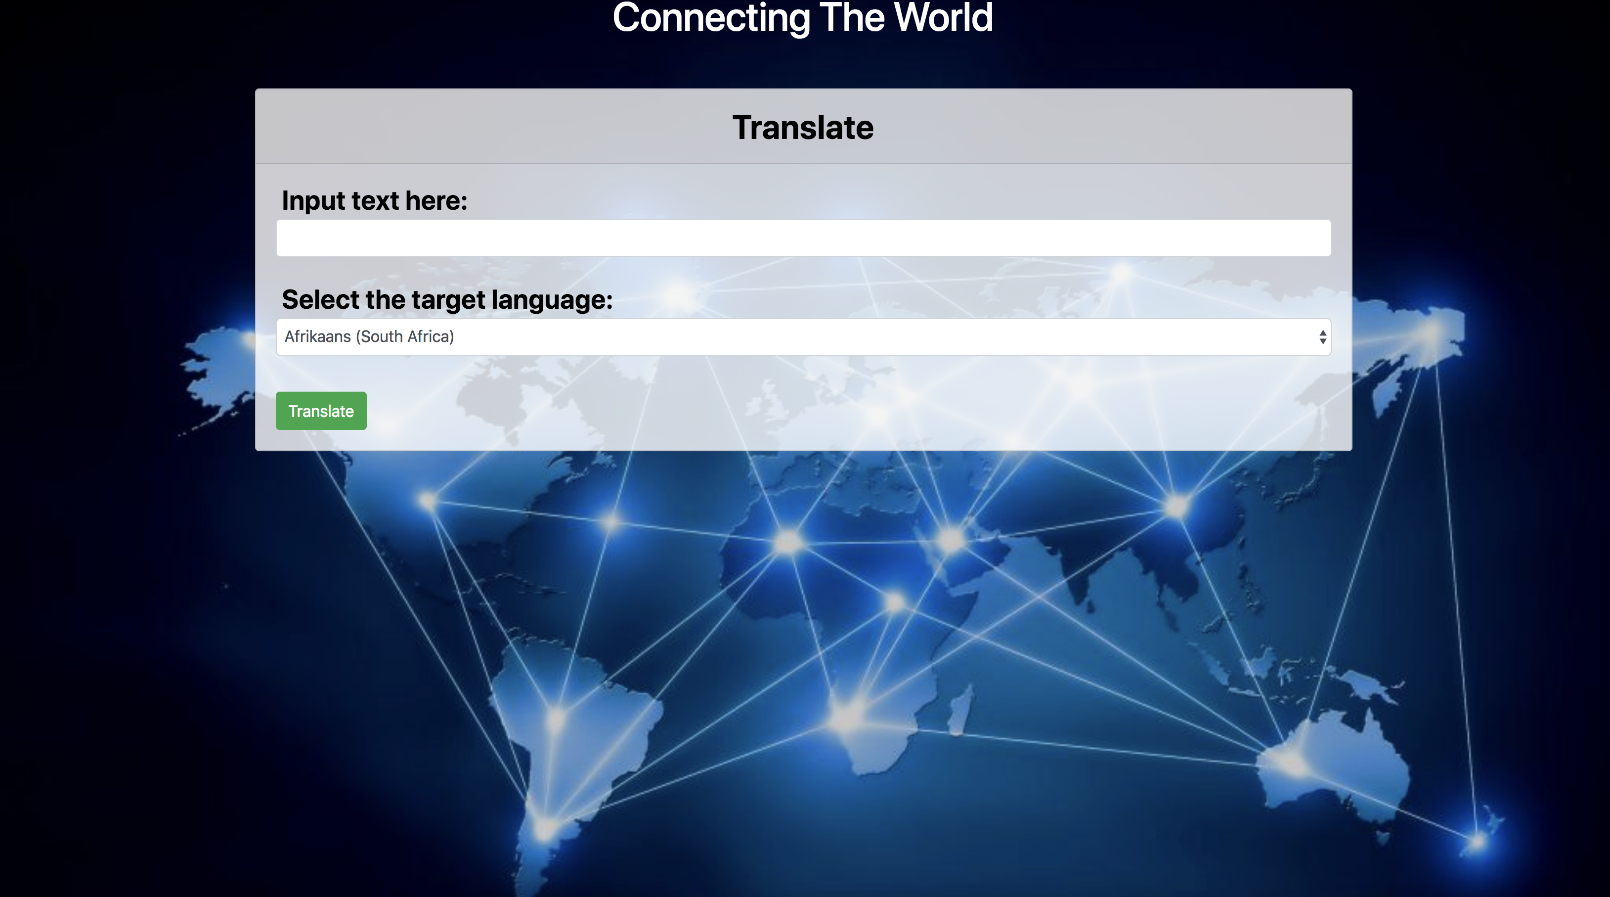 Connecting The World
Translate
Input text here:
Select the target language:
Afrikaans (South Africa)
Translate